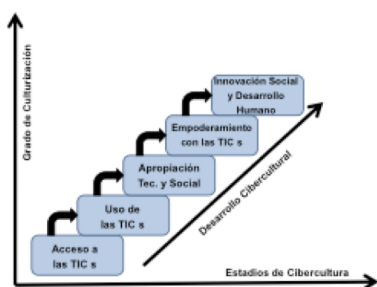 Grado de Culturización
Innovación Social
y Desarrollo
Humano
Empoderamiento
con las TIC s
Apropiación
Tec. y Social
Uso de
las TIC s
Acceso a
las TIC s
Desarrollo Cibercultural
Estadios de Cibercultura